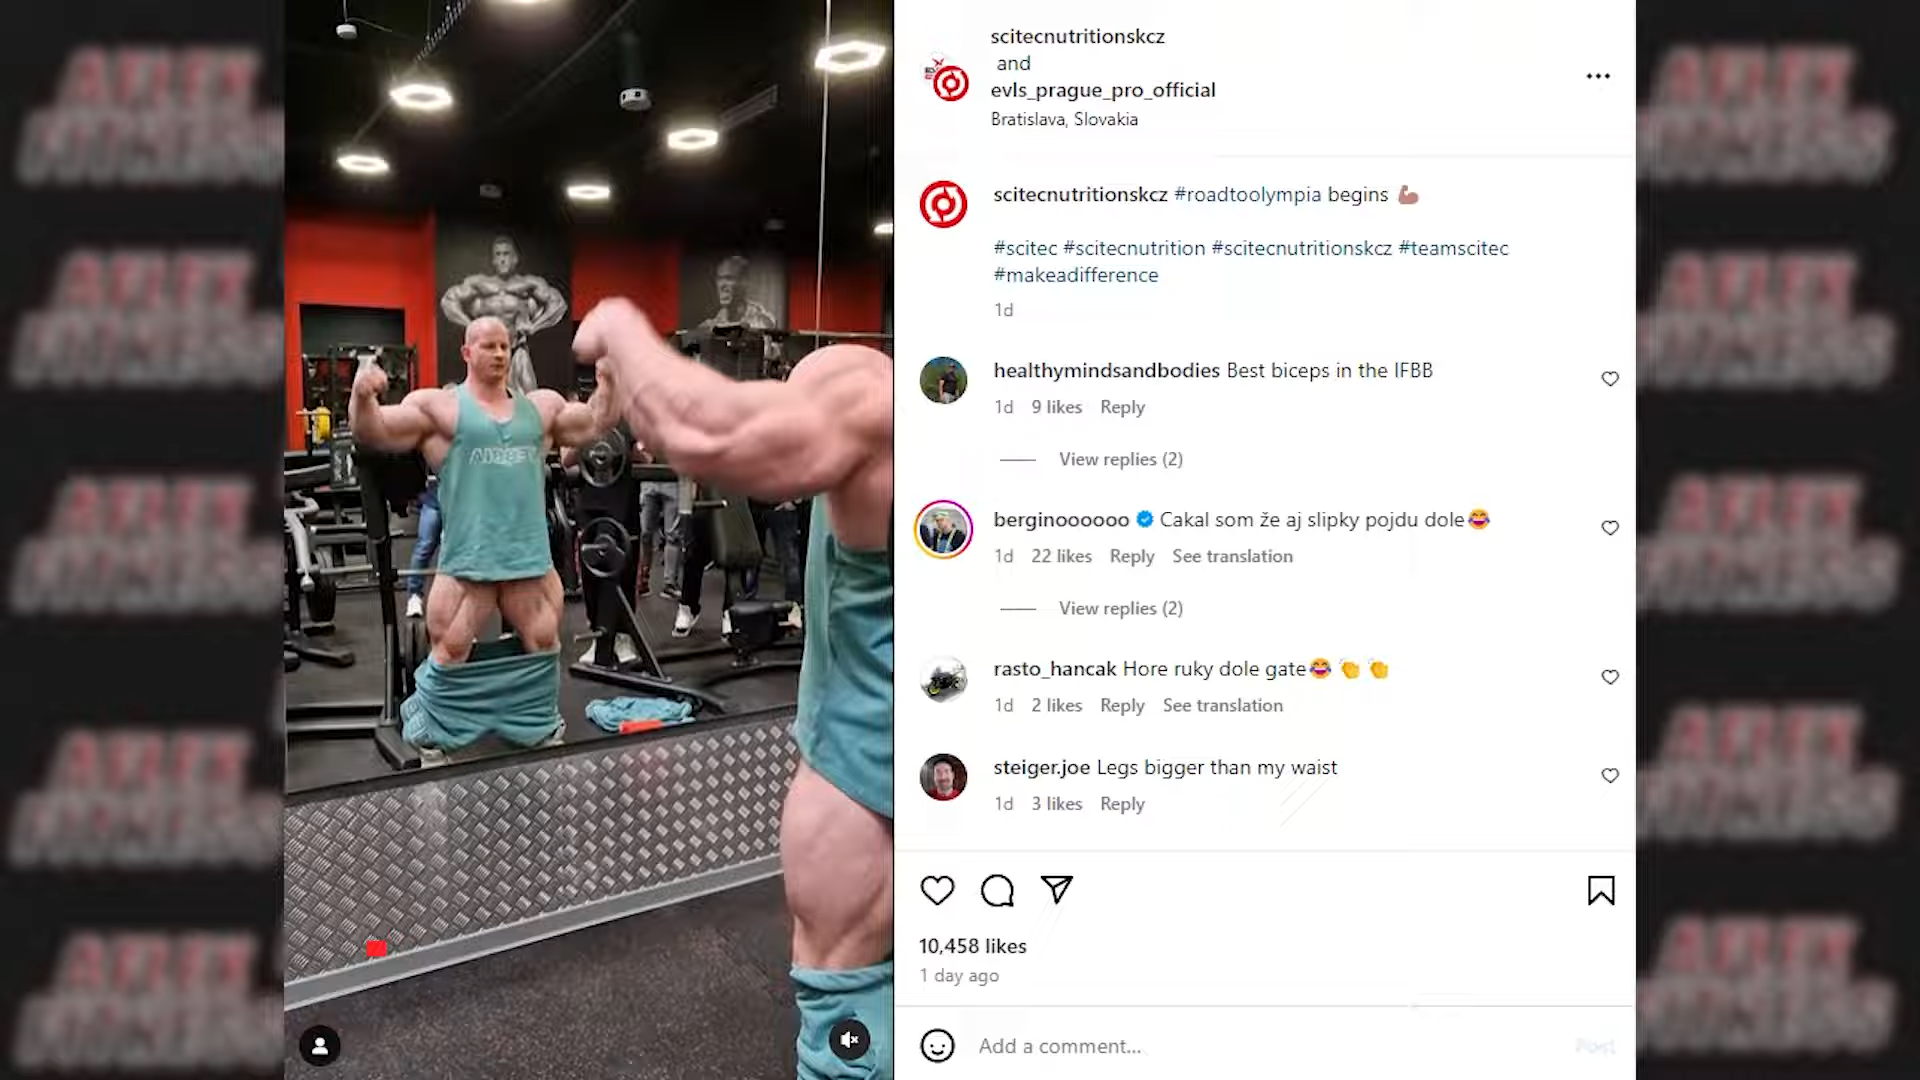 scitecnutritionskcz
and
evls_prague_pro_official
Bratislava, Slovakia
scitecnutritionskcz #roadtoolympia begins 💪🏽
#scitec #scitecnutrition #scitecnutritionskcz #teamscitec
#makeadifference
1d
healthymindsandbodies Best biceps in the IFBB
1d 9 likes Reply
View replies (2)
berginoooooo Cakal som že aj slipky pojdu dole😂
1d 22 likes Reply See translation
View replies (2)
rasto_hancak Hore ruky dole gate😂 👏 👏
1d 2 likes Reply See translation
steiger.joe Legs bigger than my waist
1d 3 likes Reply
10,458 likes
1 day ago
Add a comment...
Post